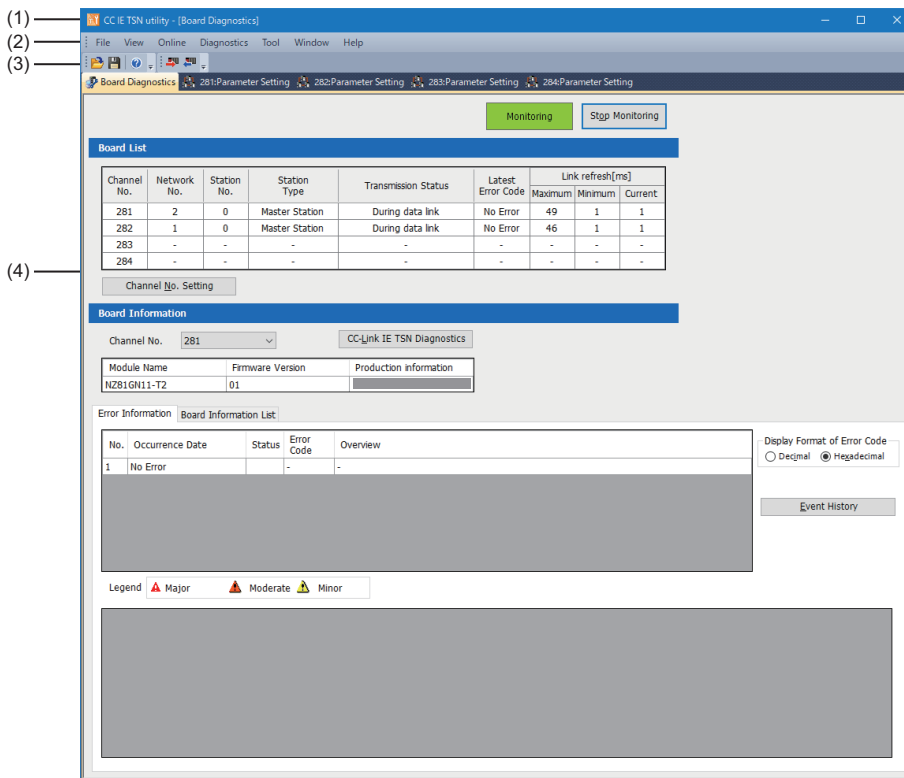 (1) CC IE TSN utility - [Board Diagnostics]
(2) File View Online Diagnostics Tool Window Help
(3)
Board Diagnostics 281:Parameter Setting 282:Parameter Setting 283:Parameter Setting 284:Parameter Setting
Monitoring Stop Monitoring
Board List
Channel No. Network No. Station No. Station Type Transmission Status Latest Error Code Link refresh[ms] Maximum Minimum Current
281 2 0 Master Station During data link No Error 49 1 1
282 1 0 Master Station During data link No Error 46 1 1
283 - - - - - - - -
284 - - - - - - - -
(4)
Channel No. Setting
Board Information
Channel No. 281 CC-Link IE TSN Diagnostics
Module Name Firmware Version Production information
NZ81GN11-T2 01
Error Information Board Information List
No. Occurrence Date Status Error Code Overview
1 No Error - -
Display Format of Error Code
Decimal Hexadecimal
Event History
Legend Major Moderate Minor